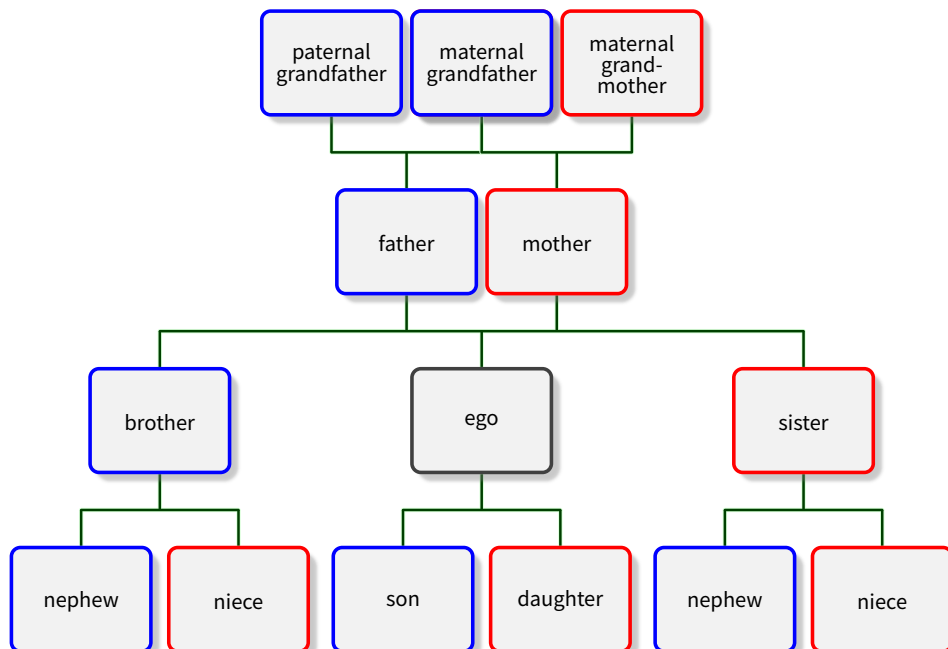 paternal
grandfather
maternal
grandfather
maternal
grand-
mother
father
mother
brother
ego
sister
nephew
niece
son
daughter
nephew
niece